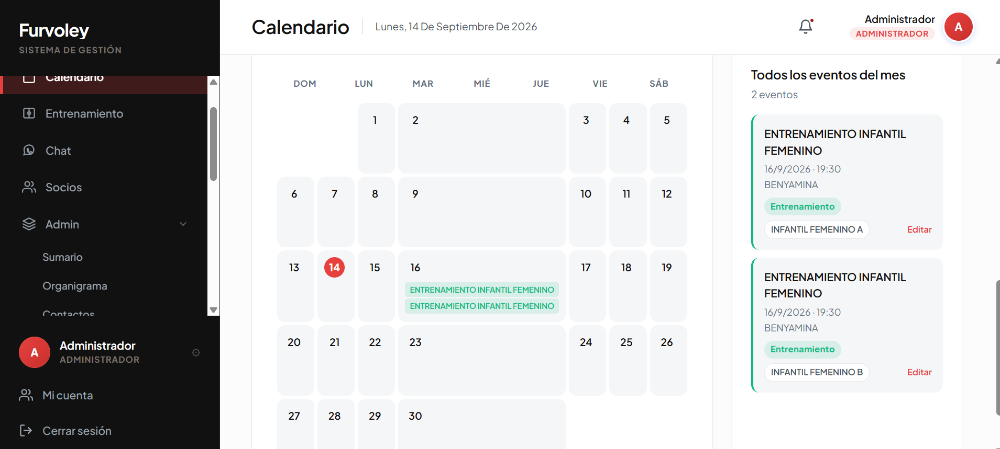 Furvoley
SISTEMA DE GESTIÓN
Calendario
Entrenamiento
Chat
Socios
Admin
Sumario
Organigrama
Contactos
A
Administrador
ADMINISTRADOR
Mi cuenta
Cerrar sesión
Calendario
Lunes, 14 De Septiembre De 2026
Administrador
ADMINISTRADOR
A
DOM LUN MAR MIÉ JUE VIE SÁB
1 2 3 4 5
6 7 8 9 10 11 12
13 14 15 16 17 18 19
ENTRENAMIENTO INFANTIL FEMENINO
ENTRENAMIENTO INFANTIL FEMENINO
20 21 22 23 24 25 26
27 28 29 30
Todos los eventos del mes
2 eventos
ENTRENAMIENTO INFANTIL
FEMENINO
16/9/2026 · 19:30
BENYAMINA
Entrenamiento
INFANTIL FEMENINO A
Editar
ENTRENAMIENTO INFANTIL
FEMENINO
16/9/2026 · 19:30
BENYAMINA
Entrenamiento
INFANTIL FEMENINO B
Editar